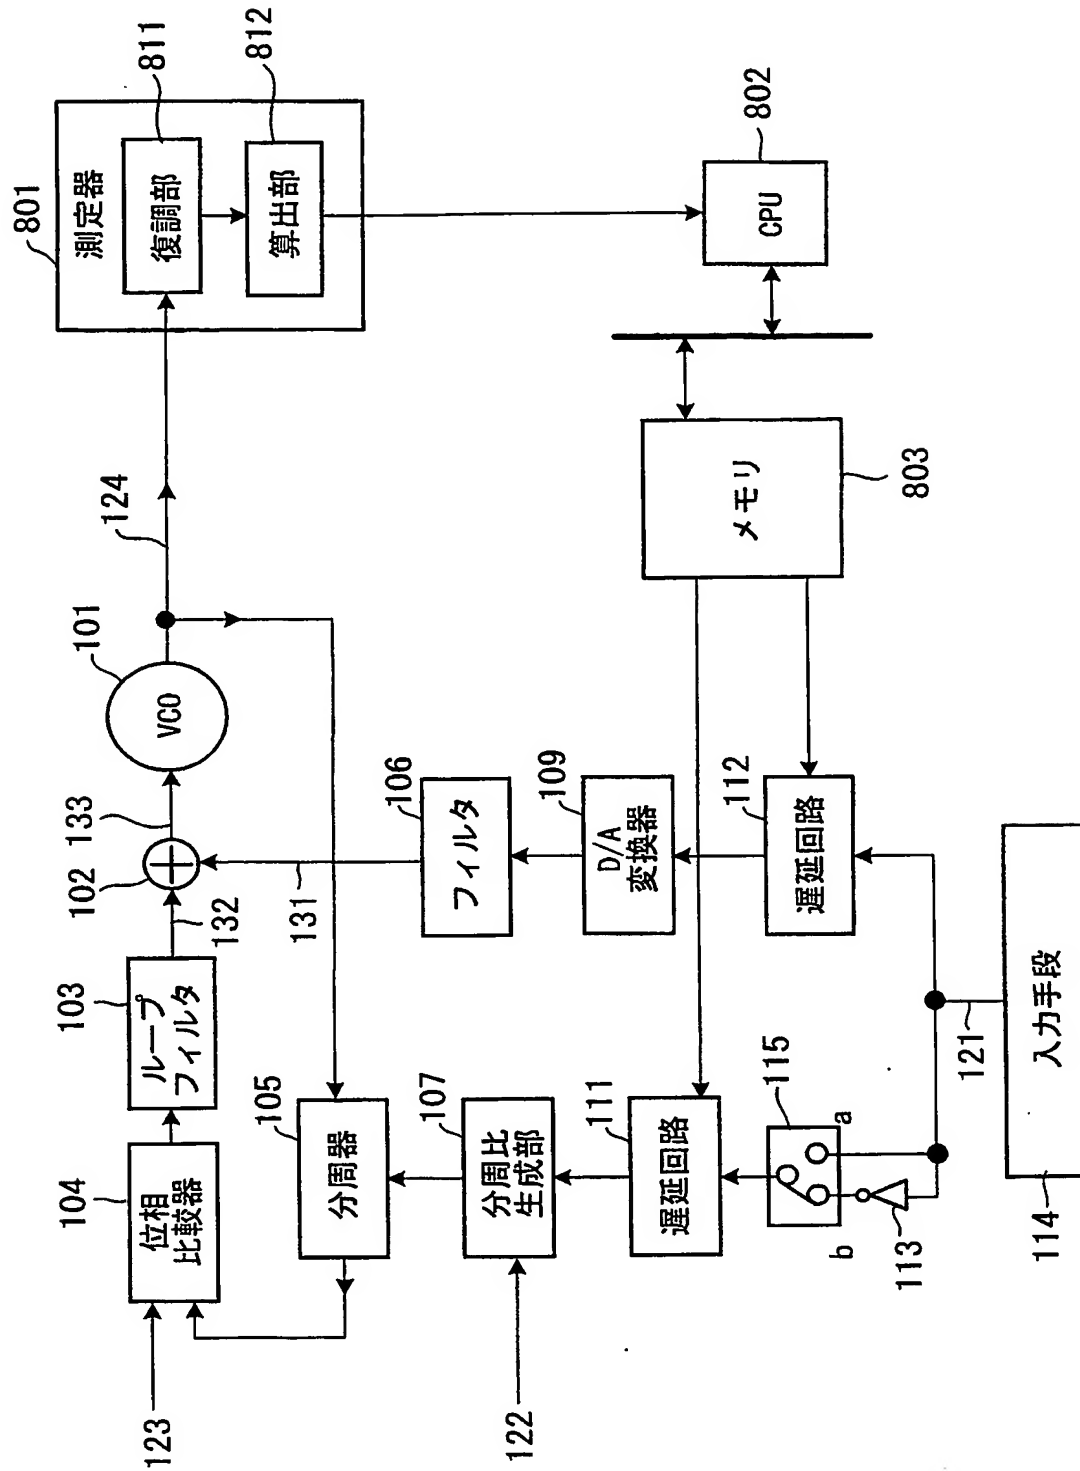 801
測定器
復調部
811
算出部
812
124
101
VCO
133
102
132
103
ループ
フィルタ
104
位相
比較器
123
131
105
分周器
106
フィルタ
107
分周比
生成部
122
109
D/A
変換器
111
遅延回路
112
遅延回路
115
a
b
113
121
入力手段
114
メモリ
803
CPU
802